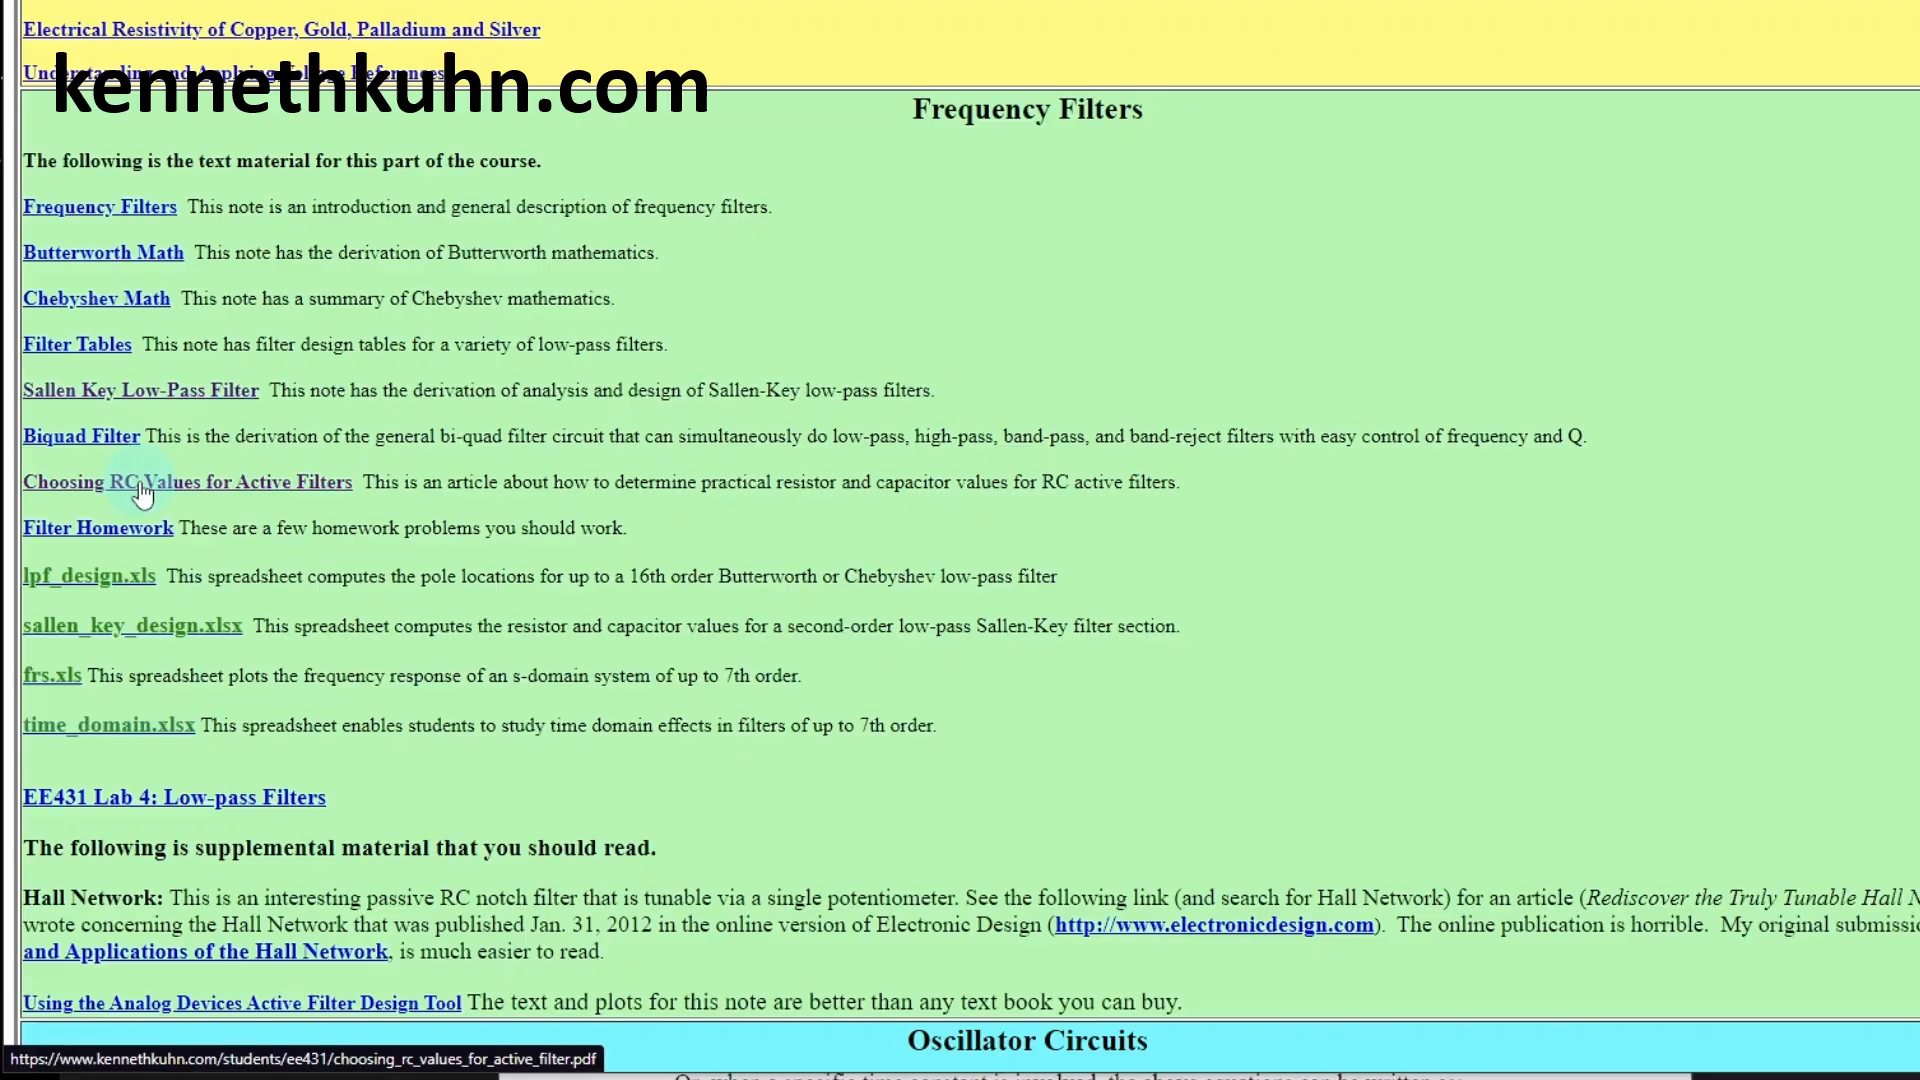 Electrical Resistivity of Copper, Gold, Palladium and Silver
Understanding and Applying Voltage References
kennethkuhn.com
Frequency Filters
The following is the text material for this part of the course.
Frequency Filters This note is an introduction and general description of frequency filters.
Butterworth Math This note has the derivation of Butterworth mathematics.
Chebyshev Math This note has a summary of Chebyshev mathematics.
Filter Tables This note has filter design tables for a variety of low-pass filters.
Sallen Key Low-Pass Filter This note has the derivation of analysis and design of Sallen-Key low-pass filters.
Biquad Filter This is the derivation of the general bi-quad filter circuit that can simultaneously do low-pass, high-pass, band-pass, and band-reject filters with easy control of frequency and Q.
Choosing RC Values for Active Filters This is an article about how to determine practical resistor and capacitor values for RC active filters.
Filter Homework These are a few homework problems you should work.
lpf_design.xls This spreadsheet computes the pole locations for up to a 16th order Butterworth or Chebyshev low-pass filter
sallen_key_design.xlsx This spreadsheet computes the resistor and capacitor values for a second-order low-pass Sallen-Key filter section.
frs.xls This spreadsheet plots the frequency response of an s-domain system of up to 7th order.
time_domain.xlsx This spreadsheet enables students to study time domain effects in filters of up to 7th order.
EE431 Lab 4: Low-pass Filters
The following is supplemental material that you should read.
Hall Network: This is an interesting passive RC notch filter that is tunable via a single potentiometer. See the following link (and search for Hall Network) for an article (Rediscover the Truly Tunable Hall N
wrote concerning the Hall Network that was published Jan. 31, 2012 in the online version of Electronic Design (http://www.electronicdesign.com). The online publication is horrible. My original submissio
and Applications of the Hall Network, is much easier to read.
Using the Analog Devices Active Filter Design Tool The text and plots for this note are better than any text book you can buy.
Oscillator Circuits
https://www.kennethkuhn.com/students/ee431/choosing_rc_values_for_active_filter.pdf